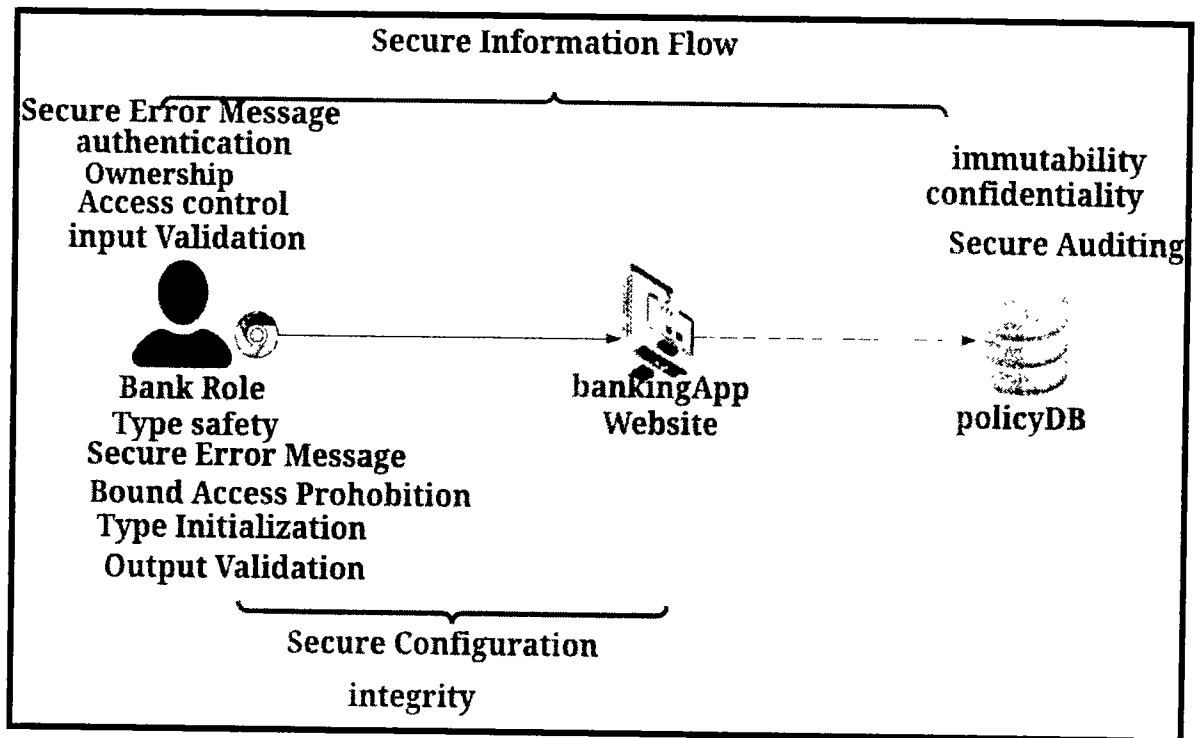 Secure Information Flow
Secure Error Message
authentication
Ownership
Access control
input Validation
immutability
confidentiality
Secure Auditing
Bank Role
Type safety
Secure Error Message
Bound Access Prohobition
Type Initialization
Output Validation
bankingApp
Website
policyDB
Secure Configuration
integrity